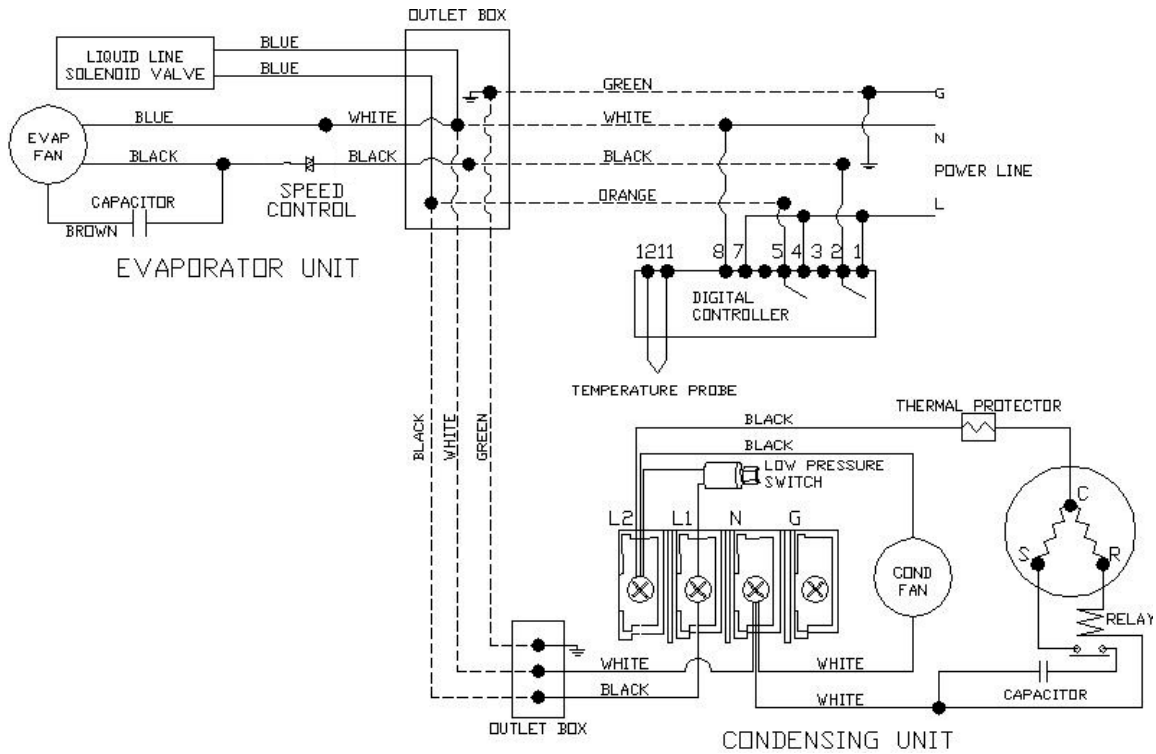 OUTLET BOX
LIQUID LINE
SOLENOID VALVE
BLUE
BLUE
GREEN
G
EVAP
FAN
BLUE
WHITE
WHITE
N
BLACK
BLACK
BLACK
POWER LINE
SPEED
CONTROL
CAPACITOR
BROWN
ORANGE
L
EVAPORATOR UNIT
12 11 8 7 5 4 3 2 1
DIGITAL
CONTROLLER
TEMPERATURE PROBE
THERMAL PROTECTOR
BLACK
BLACK
BLACK
WHITE
GREEN
LOW PRESSURE
SWITCH
L2 L1 N G
C
S
R
COND
FAN
RELAY
WHITE
WHITE
BLACK
WHITE
CAPACITOR
OUTLET BOX
CONDENSING UNIT